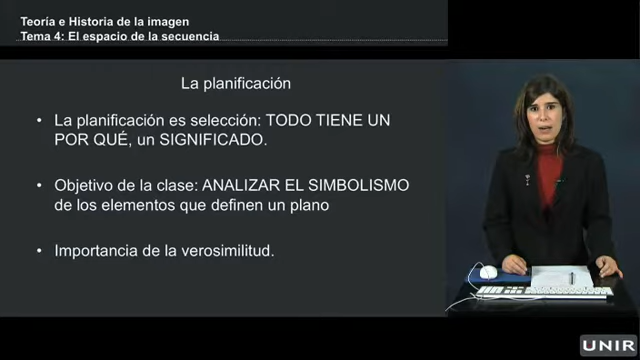 Teoría e Historia de la imagen
Tema 4: El espacio de la secuencia
La planificación
• La planificación es selección: TODO TIENE UN
POR QUÉ, un SIGNIFICADO.
• Objetivo de la clase: ANALIZAR EL SIMBOLISMO
de los elementos que definen un plano
• Importancia de la verosimilitud.
UNIR